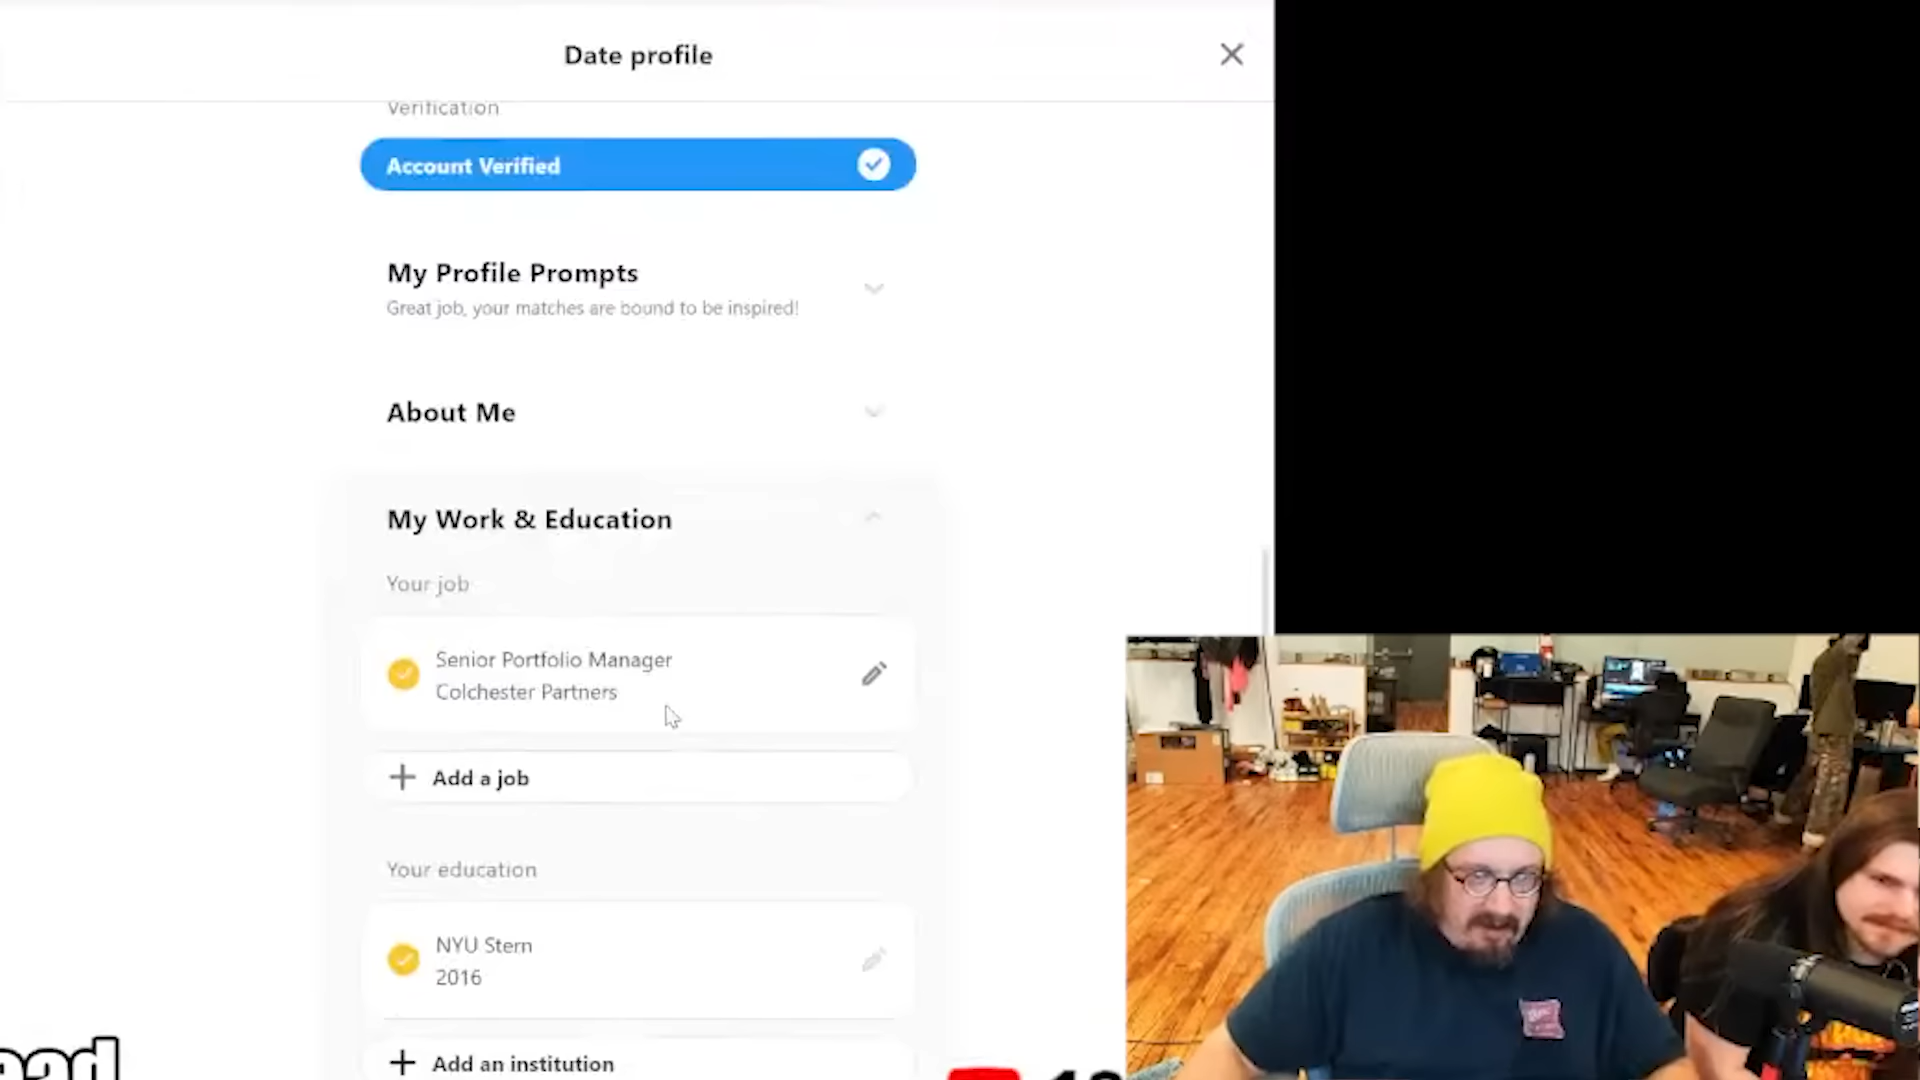 Date profile
Verification
Account Verified
My Profile Prompts
Great job, your matches are bound to be inspired!
About Me
My Work & Education
Your job
Senior Portfolio Manager
Colchester Partners
Add a job
Your education
NYU Stern
2016
Add an institution